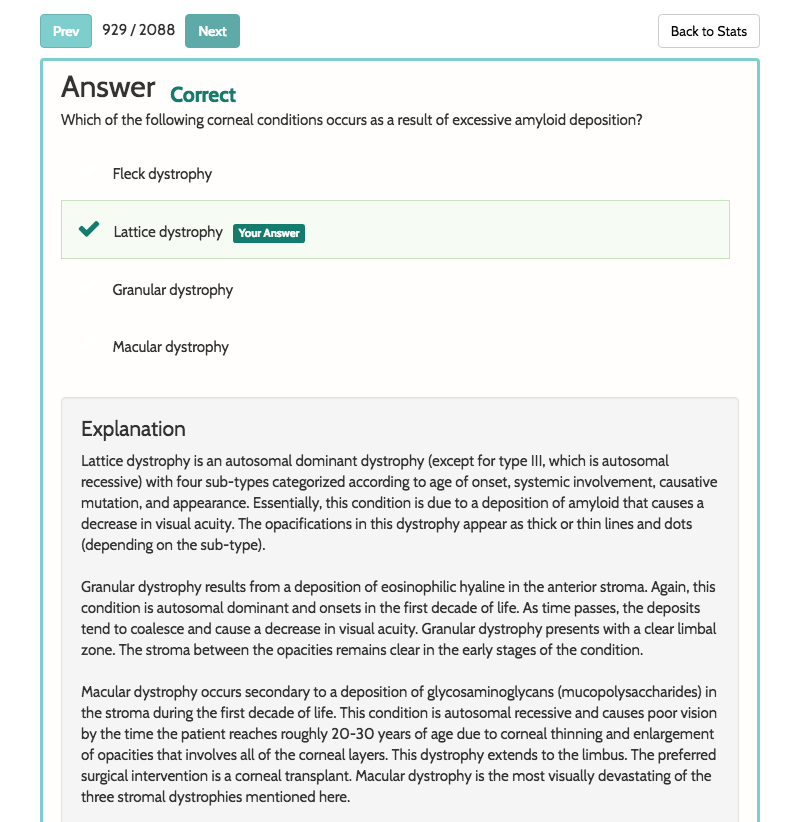 Prev 929 / 2088 Next Back to Stats
Answer Correct
Which of the following corneal conditions occurs as a result of excessive amyloid deposition?
Fleck dystrophy
Lattice dystrophy Your Answer
Granular dystrophy
Macular dystrophy
Explanation
Lattice dystrophy is an autosomal dominant dystrophy (except for type III, which is autosomal
recessive) with four sub-types categorized according to age of onset, systemic involvement, causative
mutation, and appearance. Essentially, this condition is due to a deposition of amyloid that causes a
decrease in visual acuity. The opacifications in this dystrophy appear as thick or thin lines and dots
(depending on the sub-type).
Granular dystrophy results from a deposition of eosinophilic hyaline in the anterior stroma. Again, this
condition is autosomal dominant and onsets in the first decade of life. As time passes, the deposits
tend to coalesce and cause a decrease in visual acuity. Granular dystrophy presents with a clear limbal
zone. The stroma between the opacities remains clear in the early stages of the condition.
Macular dystrophy occurs secondary to a deposition of glycosaminoglycans (mucopolysaccharides) in
the stroma during the first decade of life. This condition is autosomal recessive and causes poor vision
by the time the patient reaches roughly 20-30 years of age due to corneal thinning and enlargement
of opacities that involves all of the corneal layers. This dystrophy extends to the limbus. The preferred
surgical intervention is a corneal transplant. Macular dystrophy is the most visually devastating of the
three stromal dystrophies mentioned here.